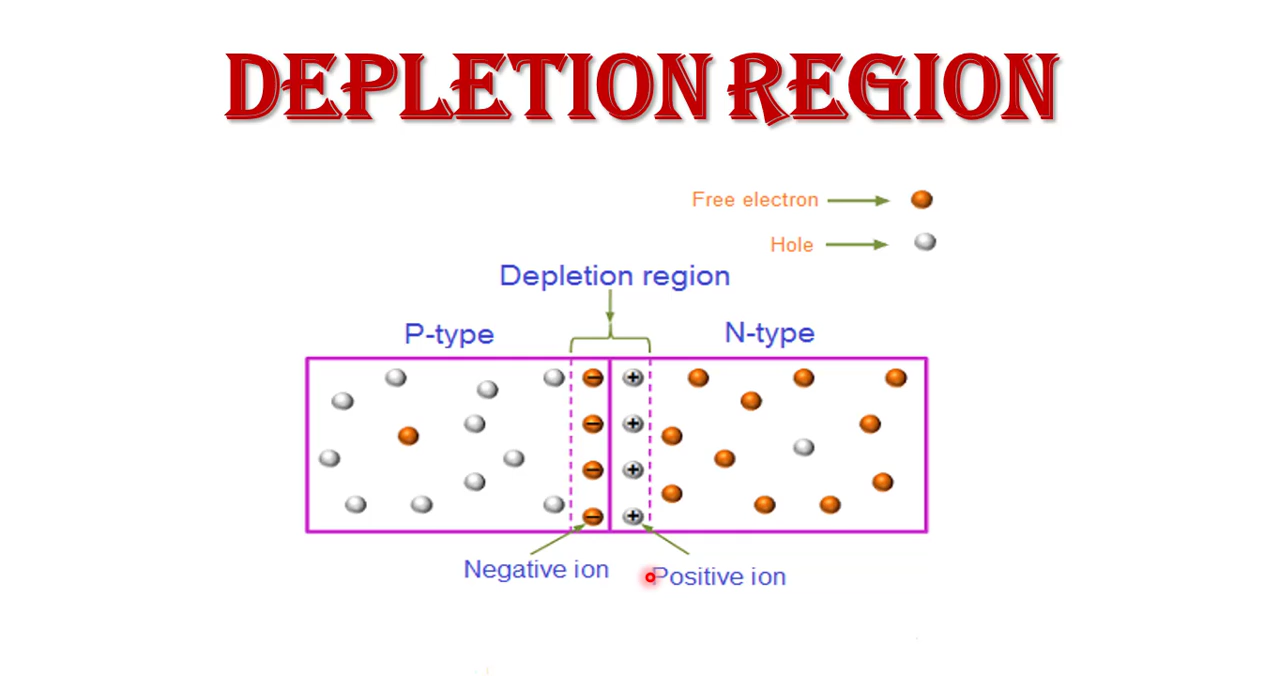 DEPLETION REGION
Free electron
Hole
Depletion region
P-type
N-type
Negative ion
Positive ion